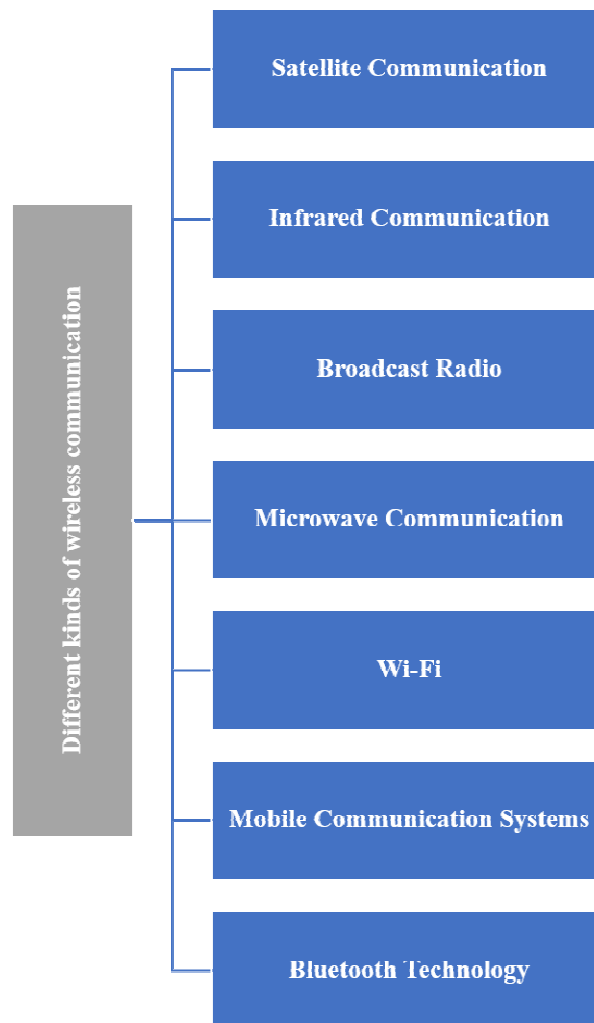 Different kinds of wireless communication
Satellite Communication
Infrared Communication
Broadcast Radio
Microwave Communication
Wi-Fi
Mobile Communication Systems
Bluetooth Technology